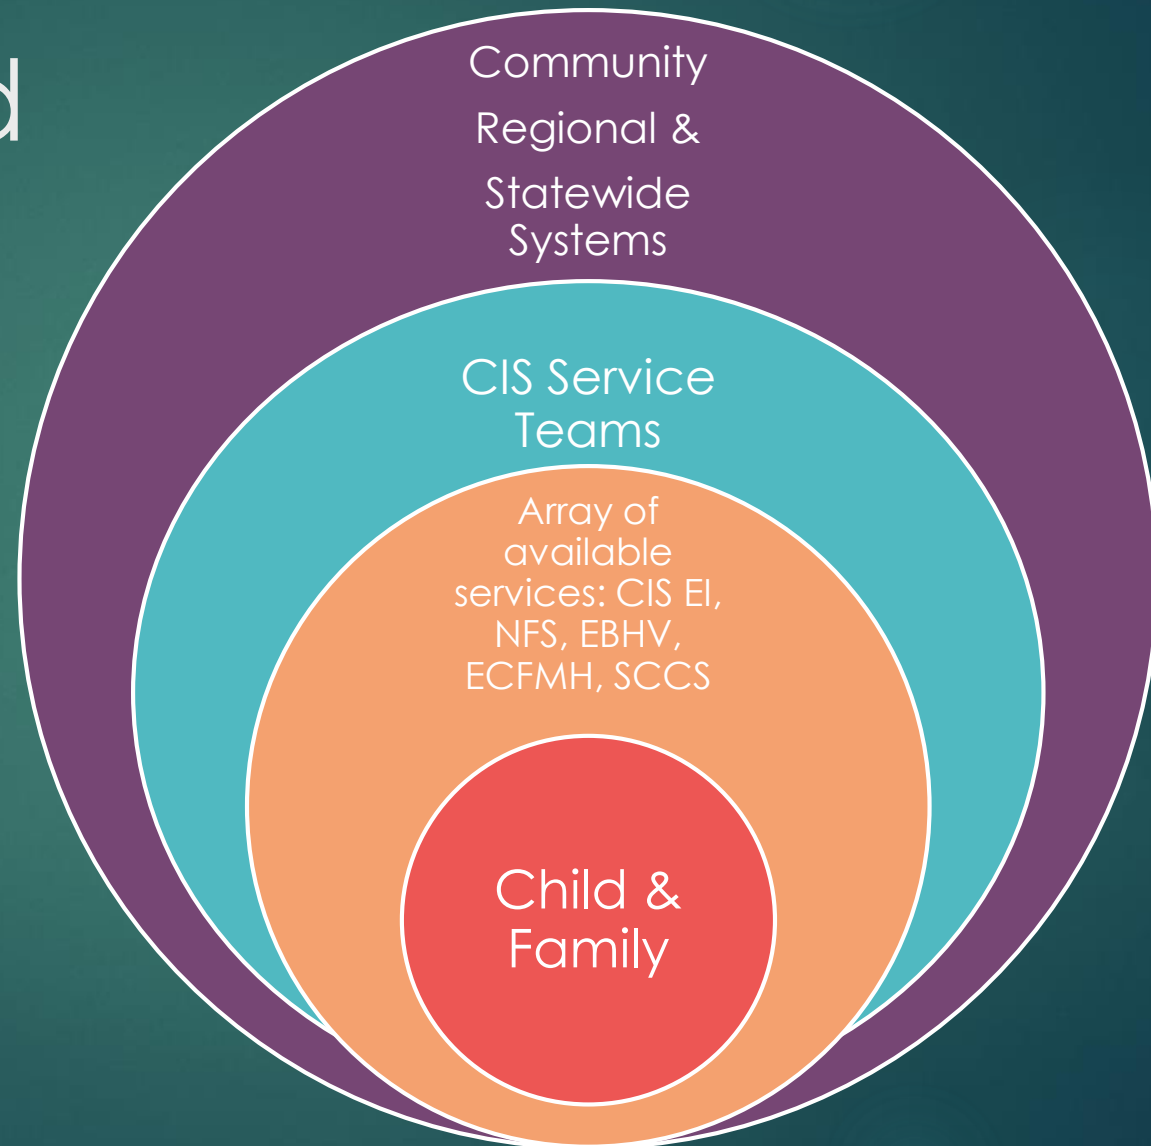 Community
Regional &
Statewide
Systems
CIS Service
Teams
Array of
available
services: CIS EI,
NFS, EBHV,
ECFMH, SCCS
Child &
Family